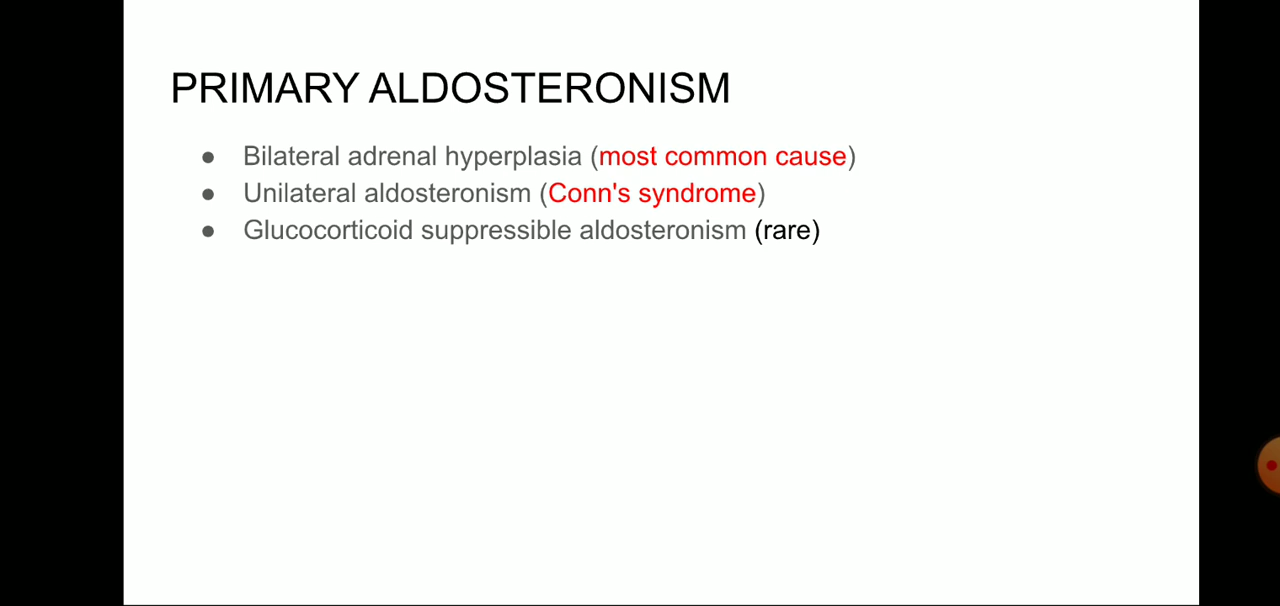 PRIMARY ALDOSTERONISM
● Bilateral adrenal hyperplasia (most common cause)
● Unilateral aldosteronism (Conn's syndrome)
● Glucocorticoid suppressible aldosteronism (rare)